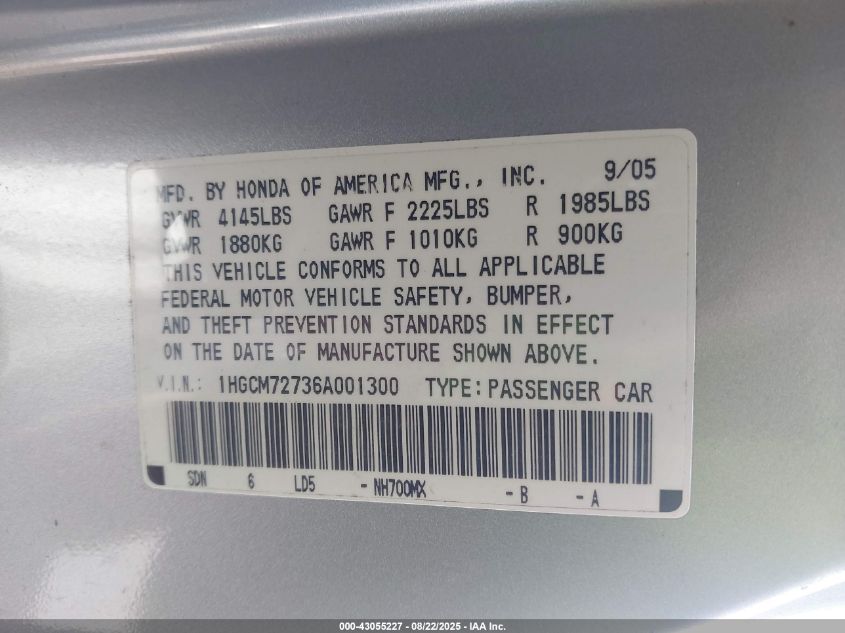 MFD. BY HONDA OF AMERICA MFG., INC. 9/05
GVWR 4145LBS GAWR F 2225LBS R 1985LBS
GVWR 1880KG GAWR F 1010KG R 900KG
THIS VEHICLE CONFORMS TO ALL APPLICABLE
FEDERAL MOTOR VEHICLE SAFETY, BUMPER,
AND THEFT PREVENTION STANDARDS IN EFFECT
ON THE DATE OF MANUFACTURE SHOWN ABOVE.
V.I.N.: 1HGCM72736A001300 TYPE: PASSENGER CAR
SDN 6 LD5 - NH700MX - B - A
000-43055227 - 08/22/2025 - IAA Inc.